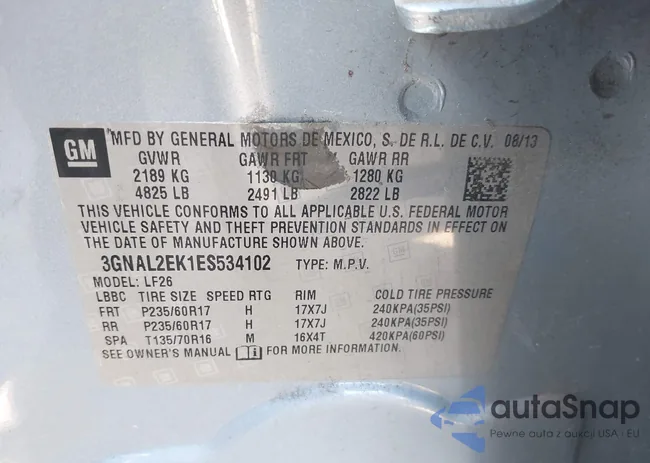 GM
MFD BY GENERAL MOTORS DE MEXICO, S. DE R.L. DE C.V. 08/13
GVWR GAWR FRT GAWR RR
2189 KG 1130 KG 1280 KG
4825 LB 2491 LB 2822 LB
THIS VEHICLE CONFORMS TO ALL APPLICABLE U.S. FEDERAL MOTOR
VEHICLE SAFETY AND THEFT PREVENTION STANDARDS IN EFFECT ON
THE DATE OF MANUFACTURE SHOWN ABOVE.
3GNAL2EK1ES534102 TYPE: M.P.V.
MODEL: LF26
LBBC TIRE SIZE SPEED RTG RIM COLD TIRE PRESSURE
FRT P235/60R17 H 17X7J 240KPA(35PSI)
RR P235/60R17 H 17X7J 240KPA(35PSI)
SPA T135/70R16 M 16X4T 420KPA(60PSI)
SEE OWNER'S MANUAL FOR MORE INFORMATION.
autaSnap
Pewne auta z aukcji USA i EU